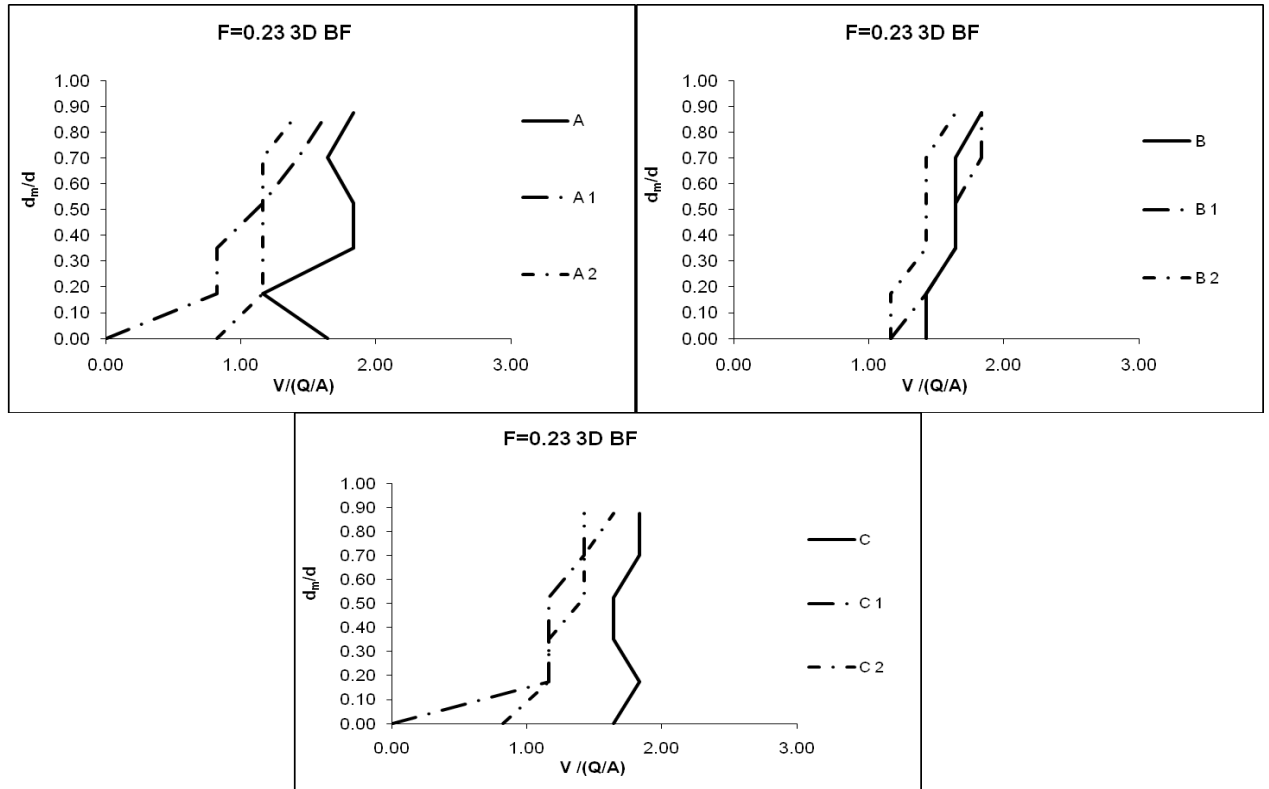 F=0.23 3D BF
1.00
0.90
0.80
0.70
0.60
0.50
0.40
0.30
0.20
0.10
0.00
dm/d
0.00 1.00 2.00 3.00
V/(Q/A)
A
A 1
A 2
F=0.23 3D BF
1.00
0.90
0.80
0.70
0.60
0.50
0.40
0.30
0.20
0.10
0.00
dm/d
0.00 1.00 2.00 3.00
V /(Q/A)
B
B 1
B 2
F=0.23 3D BF
1.00
0.90
0.80
0.70
0.60
0.50
0.40
0.30
0.20
0.10
0.00
dm/d
0.00 1.00 2.00 3.00
V /(Q/A)
C
C 1
C 2